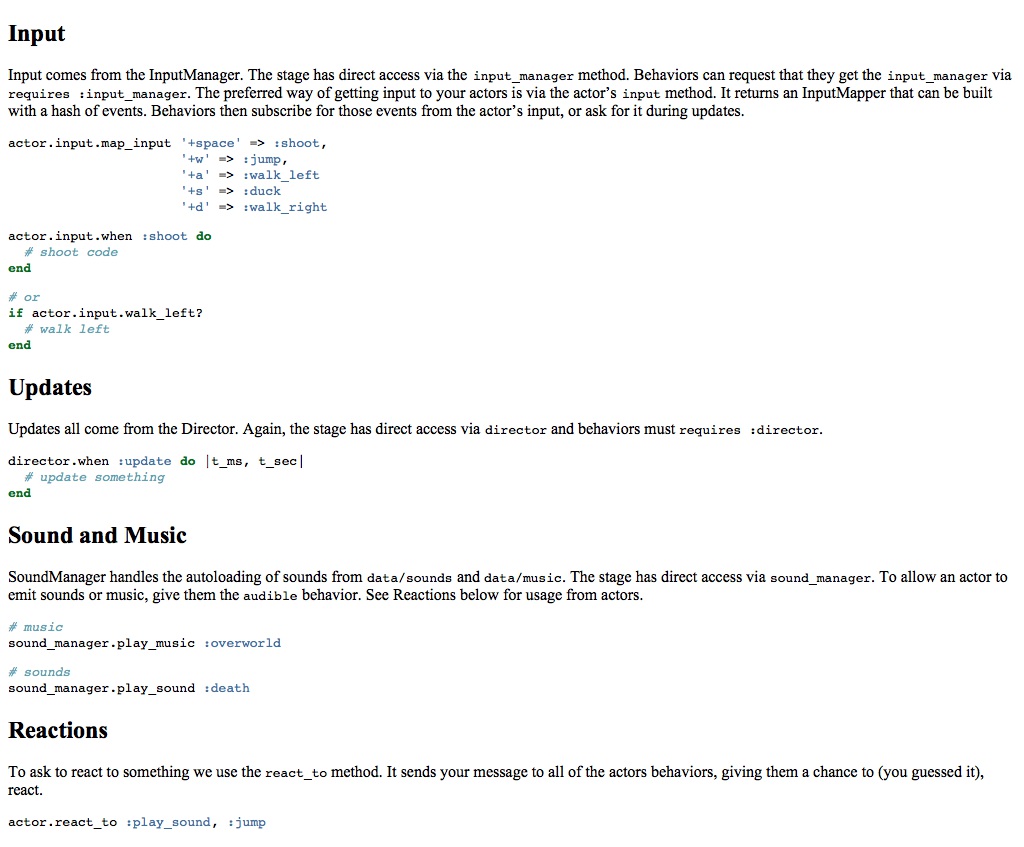 Input
Input comes from the InputManager. The stage has direct access via the input_manager method. Behaviors can request that they get the input_manager via
requires :input_manager. The preferred way of getting input to your actors is via the actor’s input method. It returns an InputMapper that can be built
with a hash of events. Behaviors then subscribe for those events from the actor’s input, or ask for it during updates.
actor.input.map_input '+space' => :shoot,
'+w' => :jump,
'+a' => :walk_left
'+s' => :duck
'+d' => :walk_right
actor.input.when :shoot do
# shoot code
end
# or
if actor.input.walk_left?
# walk left
end
Updates
Updates all come from the Director. Again, the stage has direct access via director and behaviors must requires :director.
director.when :update do |t_ms, t_sec|
# update something
end
Sound and Music
SoundManager handles the autoloading of sounds from data/sounds and data/music. The stage has direct access via sound_manager. To allow an actor to
emit sounds or music, give them the audible behavior. See Reactions below for usage from actors.
# music
sound_manager.play_music :overworld
# sounds
sound_manager.play_sound :death
Reactions
To ask to react to something we use the react_to method. It sends your message to all of the actors behaviors, giving them a chance to (you guessed it),
react.
actor.react_to :play_sound, :jump